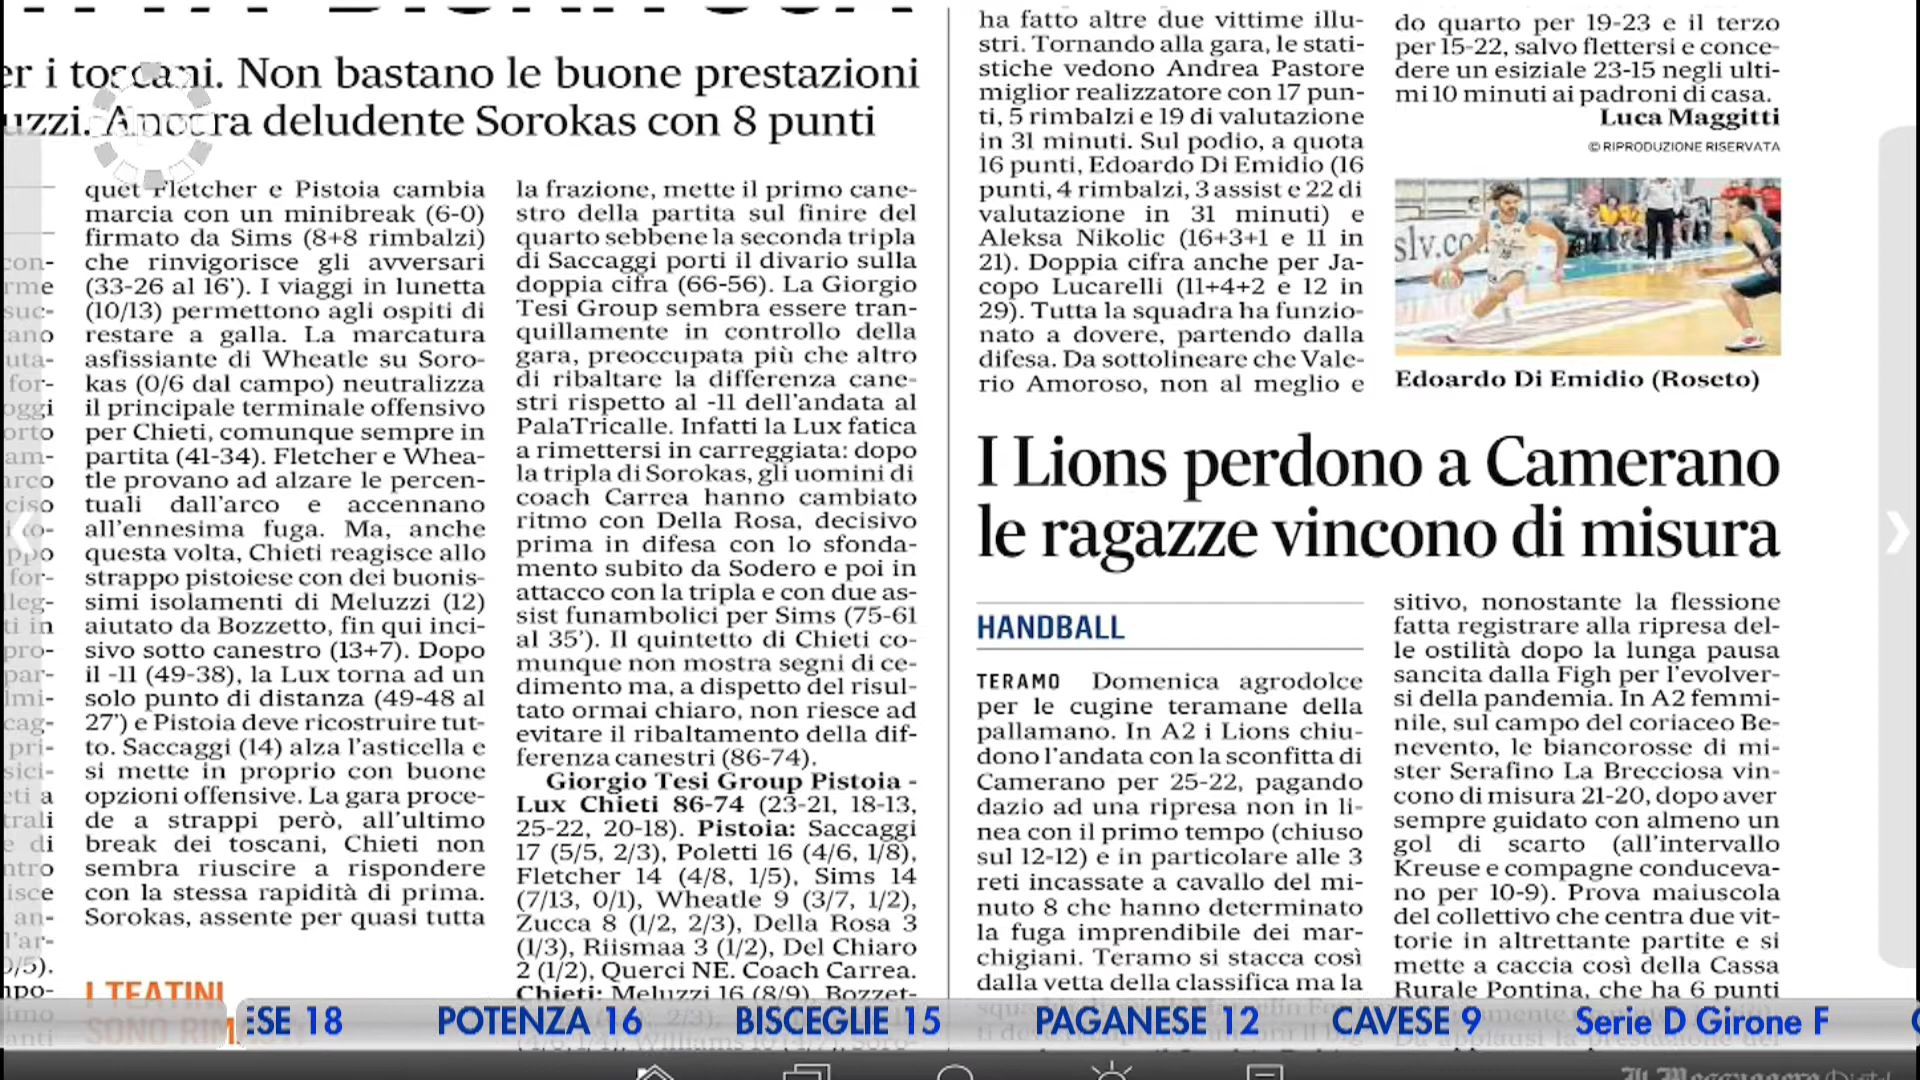 er i toscani. Non bastano le buone prestazioni
uzzi. Ancora deludente Sorokas con 8 punti
quet Fletcher e Pistoia cambia
marcia con un minibreak (6-0)
firmato da Sims (8+8 rimbalzi)
che rinvigorisce gli avversari
(33-26 al 16’). I viaggi in lunetta
(10/13) permettono agli ospiti di
restare a galla. La marcatura
asfissiante di Wheatle su Soro-
kas (0/6 dal campo) neutralizza
il principale terminale offensivo
per Chieti, comunque sempre in
partita (41-34). Fletcher e Whea-
tle provano ad alzare le percen-
tuali dall'arco e accennano
all'ennesima fuga. Ma, anche
questa volta, Chieti reagisce allo
strappo pistoiese con dei buonis-
simi isolamenti di Meluzzi (12)
aiutato da Bozzetto, fin qui inci-
sivo sotto canestro (13+7). Dopo
il -11 (49-38), la Lux torna ad un
solo punto di distanza (49-48 al
27’) e Pistoia deve ricostruire tut-
to. Saccaggi (14) alza l'asticella e
si mette in proprio con buone
opzioni offensive. La gara proce-
de a strappi però, all'ultimo
break dei toscani, Chieti non
sembra riuscire a rispondere
con la stessa rapidità di prima.
Sorokas, assente per quasi tutta
I TEATINI
la frazione, mette il primo cane-
stro della partita sul finire del
quarto sebbene la seconda tripla
di Saccaggi porti il divario sulla
doppia cifra (66-56). La Giorgio
Tesi Group sembra essere tran-
quillamente in controllo della
gara, preoccupata più che altro
di ribaltare la differenza cane-
stri rispetto al -11 dell'andata al
PalaTricalle. Infatti la Lux fatica
a rimettersi in carreggiata: dopo
la tripla di Sorokas, gli uomini di
coach Carrea hanno cambiato
ritmo con Della Rosa, decisivo
prima in difesa con lo sfonda-
mento subito da Sodero e poi in
attacco con la tripla e con due as-
sist funambolici per Sims (75-61
al 35’). Il quintetto di Chieti co-
munque non mostra segni di ce-
dimento ma, a dispetto del risul-
tato ormai chiaro, non riesce ad
evitare il ribaltamento della dif-
ferenza canestri (86-74).
Giorgio Tesi Group Pistoia -
Lux Chieti 86-74 (23-21, 18-13,
25-22, 20-18). Pistoia: Saccaggi
17 (5/5, 2/3), Poletti 16 (4/6, 1/8),
Fletcher 14 (4/8, 1/5), Sims 14
(7/13, 0/1), Wheatle 9 (3/7, 1/2),
Zucca 8 (1/2, 2/3), Della Rosa 3
(1/3), Riismaa 3 (1/2), Del Chiaro
2 (1/2), Querci NE. Coach Carrea.
Chieti: Meluzzi 16 (8/9), Bozzet-
ha fatto altre due vittime illu-
stri. Tornando alla gara, le stati-
stiche vedono Andrea Pastore
miglior realizzatore con 17 pun-
ti, 5 rimbalzi e 19 di valutazione
in 31 minuti. Sul podio, a quota
16 punti, Edoardo Di Emidio (16
punti, 4 rimbalzi, 3 assist e 22 di
valutazione in 31 minuti) e
Aleksa Nikolic (16+3+1 e 11 in
21). Doppia cifra anche per Ja-
copo Lucarelli (11+4+2 e 12 in
29). Tutta la squadra ha funzio-
nato a dovere, partendo dalla
difesa. Da sottolineare che Vale-
rio Amoroso, non al meglio e
do quarto per 19-23 e il terzo
per 15-22, salvo flettersi e conce-
dere un esiziale 23-15 negli ulti-
mi 10 minuti ai padroni di casa.
Luca Maggitti
© RIPRODUZIONE RISERVATA
slv.co
Edoardo Di Emidio (Roseto)
I Lions perdono a Camerano
le ragazze vincono di misura
HANDBALL
TERAMO Domenica agrodolce
per le cugine teramane della
pallamano. In A2 i Lions chiu-
dono l'andata con la sconfitta di
Camerano per 25-22, pagando
dazio ad una ripresa non in li-
nea con il primo tempo (chiuso
sul 12-12) e in particolare alle 3
reti incassate a cavallo del mi-
nuto 8 che hanno determinato
la fuga imprendibile dei mar-
chigiani. Teramo si stacca così
dalla vetta della classifica ma la
sitivo, nonostante la flessione
fatta registrare alla ripresa del-
le ostilità dopo la lunga pausa
sancita dalla Figh per l'evolver-
si della pandemia. In A2 femmi-
nile, sul campo del coriaceo Be-
nevento, le biancorosse di mi-
ster Serafino La Brecciosa vin-
cono di misura 21-20, dopo aver
sempre guidato con almeno un
gol di scarto (all'intervallo
Kreuse e compagne conduceva-
no per 10-9). Prova maiuscola
del collettivo che centra due vit-
torie in altrettante partite e si
mette a caccia così della Cassa
Rurale Pontina, che ha 6 punti
ESE 18 POTENZA 16 BISCEGLIE 15 PAGANESE 12 CAVESE 9 Serie D Girone F